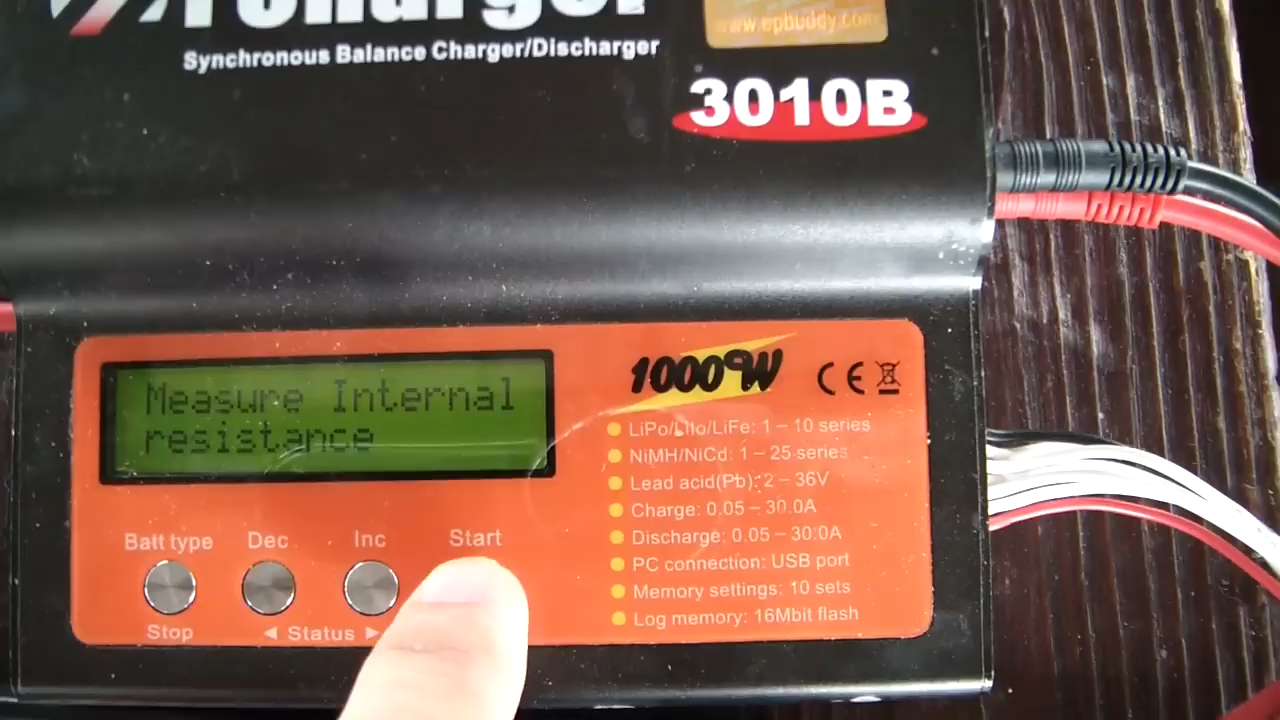 Synchronous Balance Charger/Discharger
www.epbuddy.com
3010B
Measure Internal
resistance
1000W
CE
LiPo/LiIo/LiFe: 1 – 10 series
NiMH/NiCd: 1 – 25 series
Lead acid(Pb): 2 – 36V
Charge: 0.05 – 30.0A
Discharge: 0.05 – 30.0A
PC connection: USB port
Memory settings: 10 sets
Log memory: 16Mbit flash
Batt type Dec Inc Start
Stop ◄ Status ►